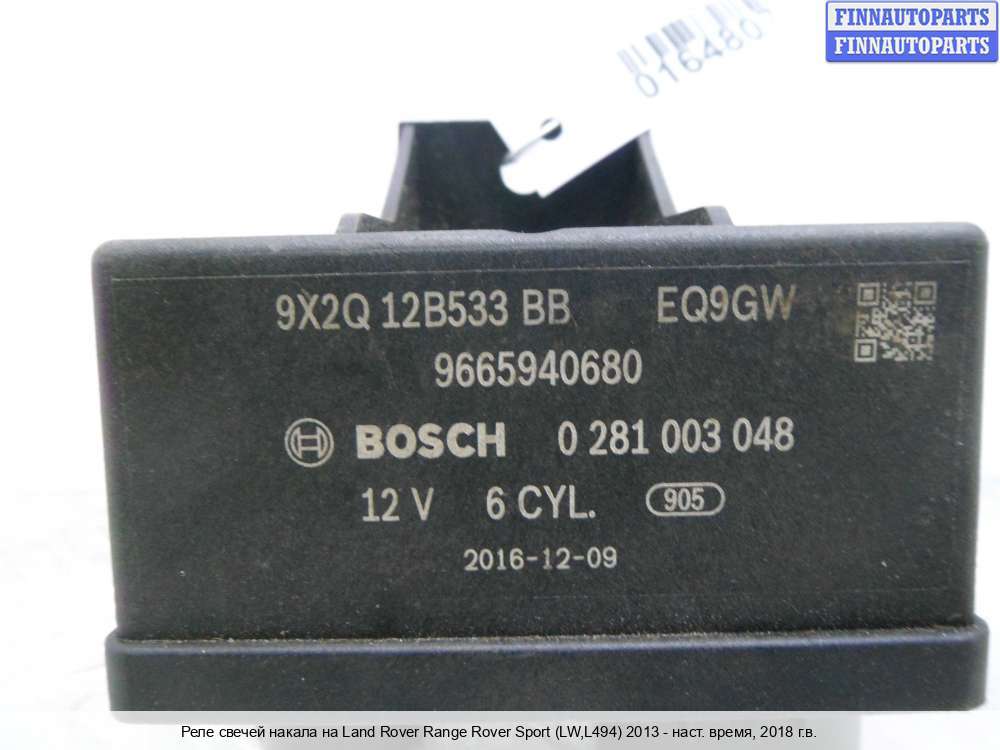 FINNAUTOPARTS
FINNAUTOPARTS
9X2Q 12B533 BB EQ9GW
9665940680
BOSCH 0 281 003 048
12 V 6 CYL. 905
2016-12-09
Реле свечей накала на Land Rover Range Rover Sport (LW,L494) 2013 - наст. время, 2018 г.в.